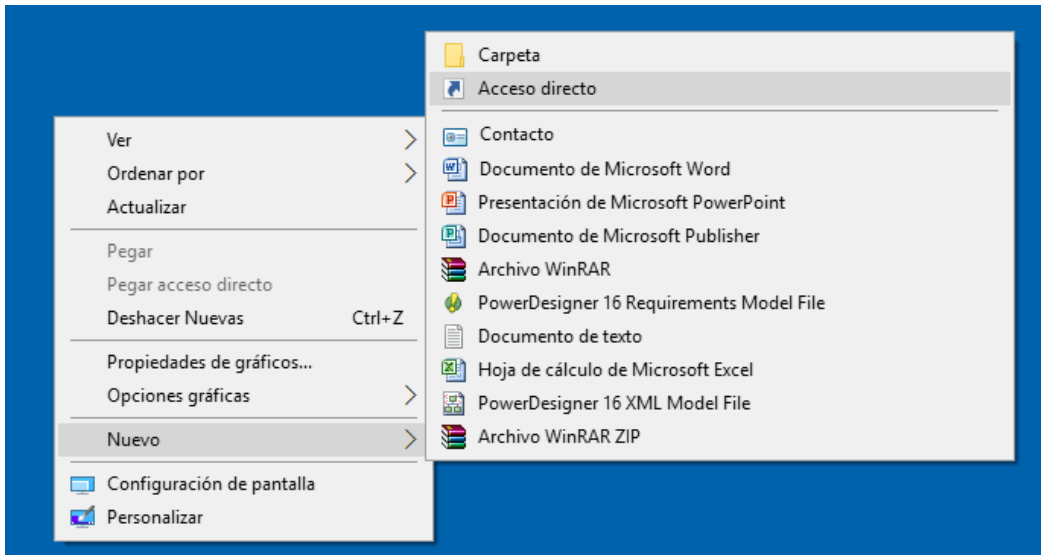 Carpeta
Acceso directo
Contacto
Documento de Microsoft Word
Presentación de Microsoft PowerPoint
Documento de Microsoft Publisher
Archivo WinRAR
PowerDesigner 16 Requirements Model File
Documento de texto
Hoja de cálculo de Microsoft Excel
PowerDesigner 16 XML Model File
Archivo WinRAR ZIP
Ver
Ordenar por
Actualizar
Pegar
Pegar acceso directo
Deshacer Nuevas Ctrl+Z
Propiedades de gráficos...
Opciones gráficas
Nuevo
Configuración de pantalla
Personalizar